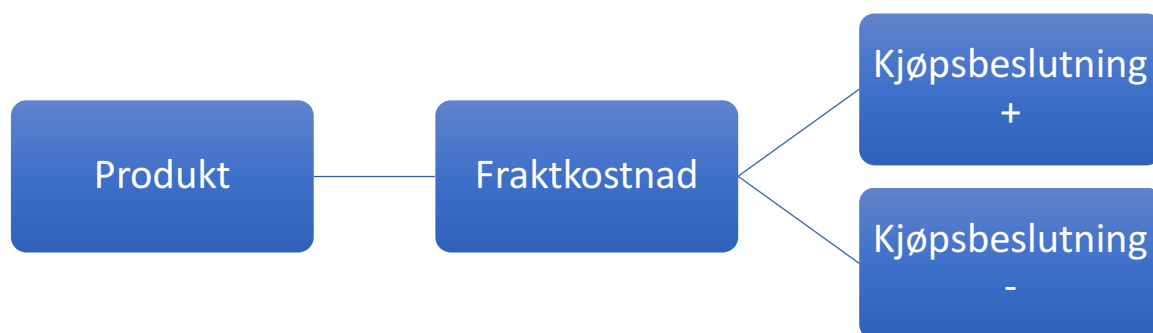 Produkt
Fraktkostnad
Kjøpsbeslutning
+
Kjøpsbeslutning
-